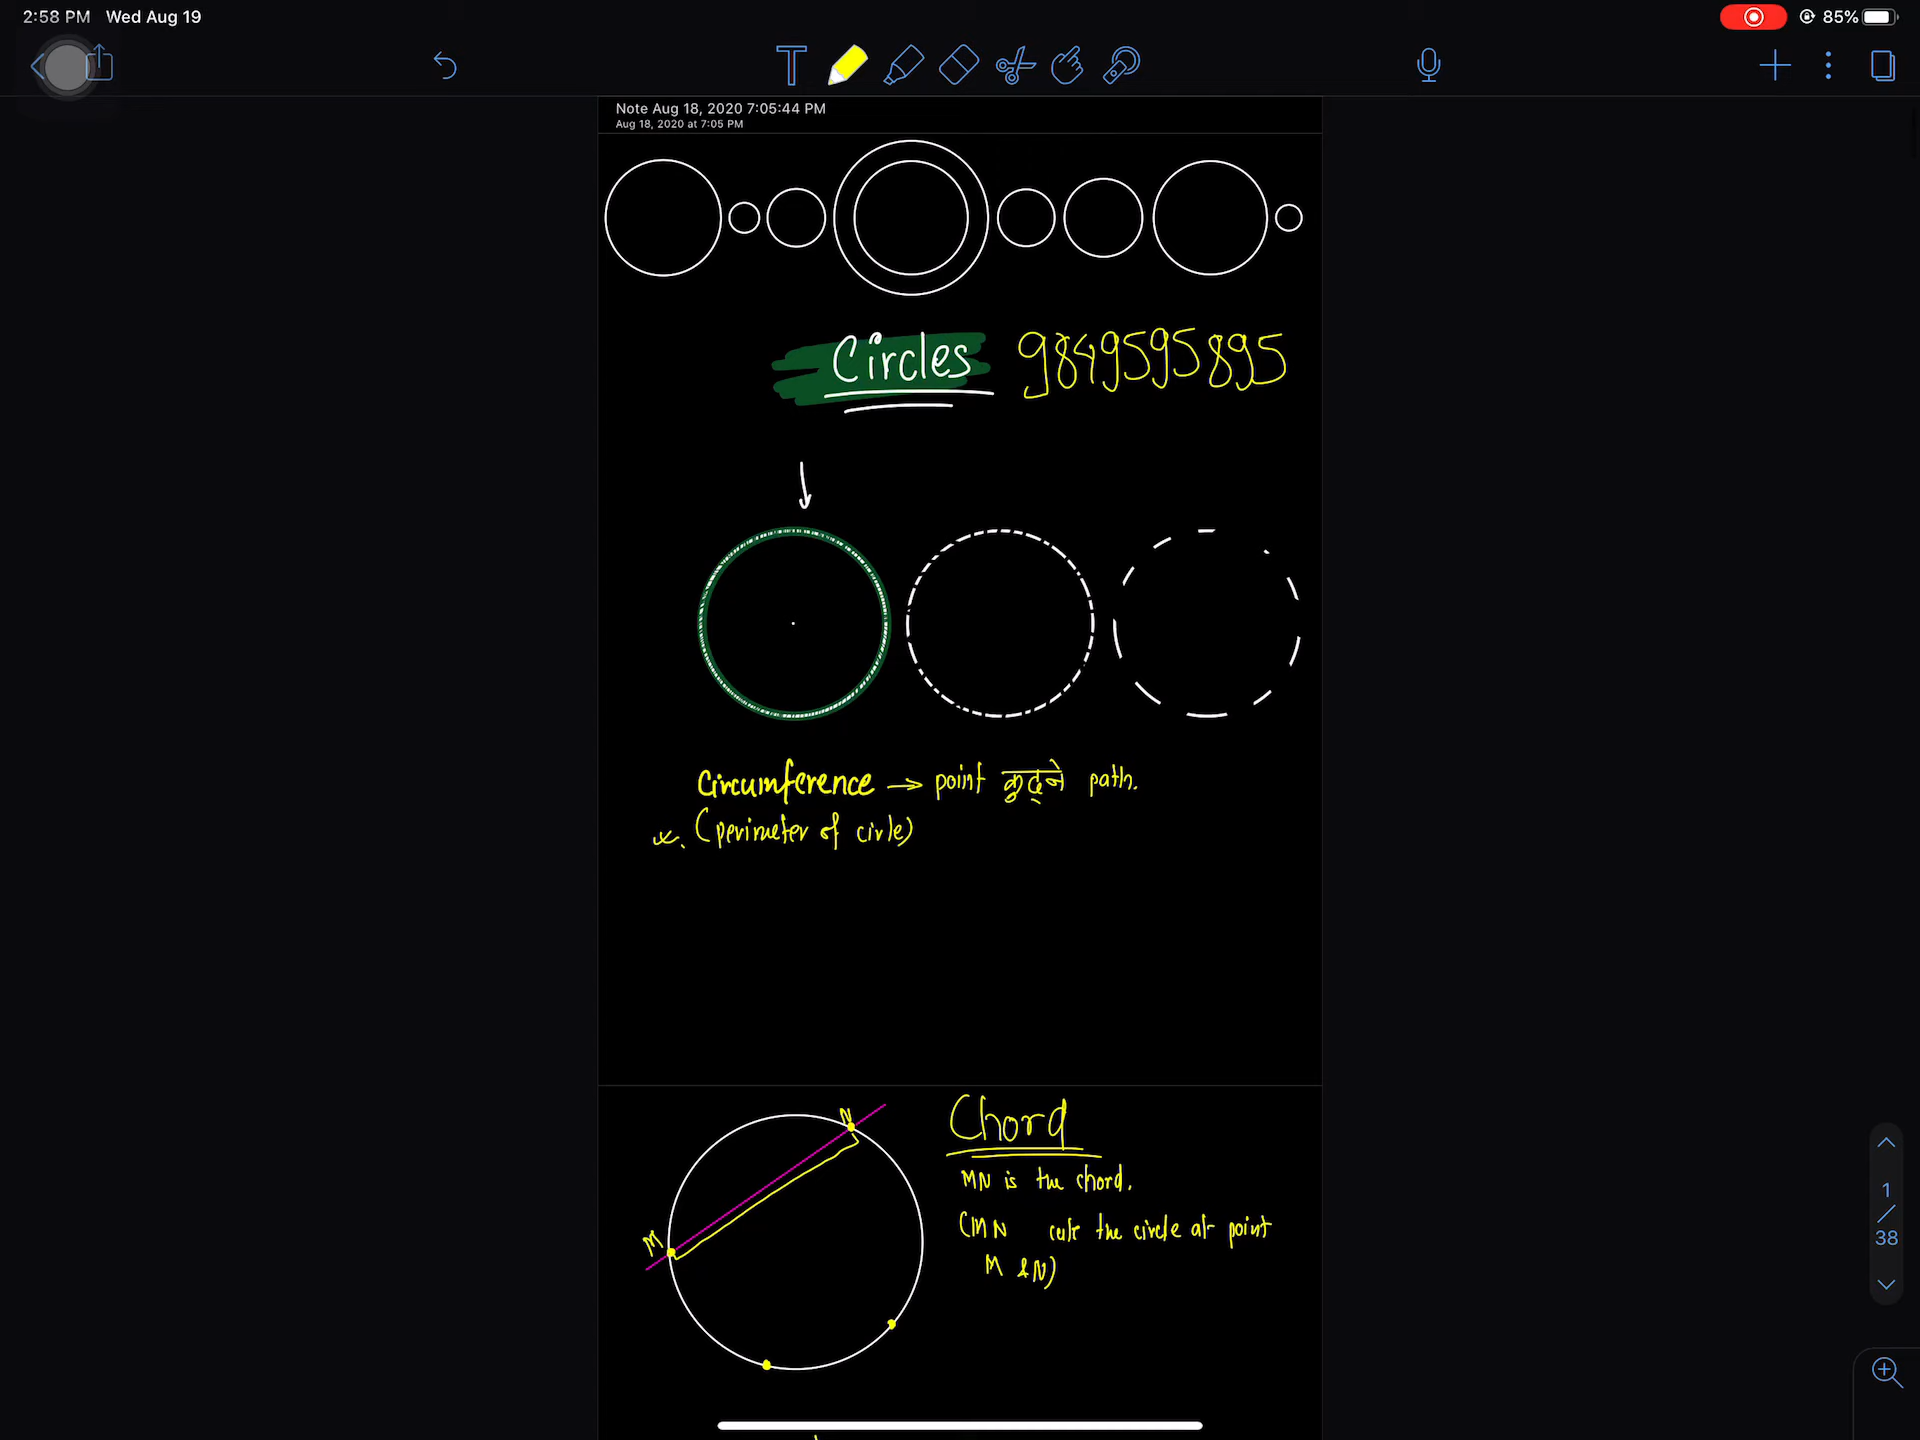 2:58 PM Wed Aug 19
85%
Note Aug 18, 2020 7:05:44 PM
Aug 18, 2020 at 7:05 PM
Circles 9849595895
Circumference → point कुदने path.
(perimeter of cirle)
N
Chord
MN is the chord.
M
(MN cuts the circle at point
M & N)
1
/
38